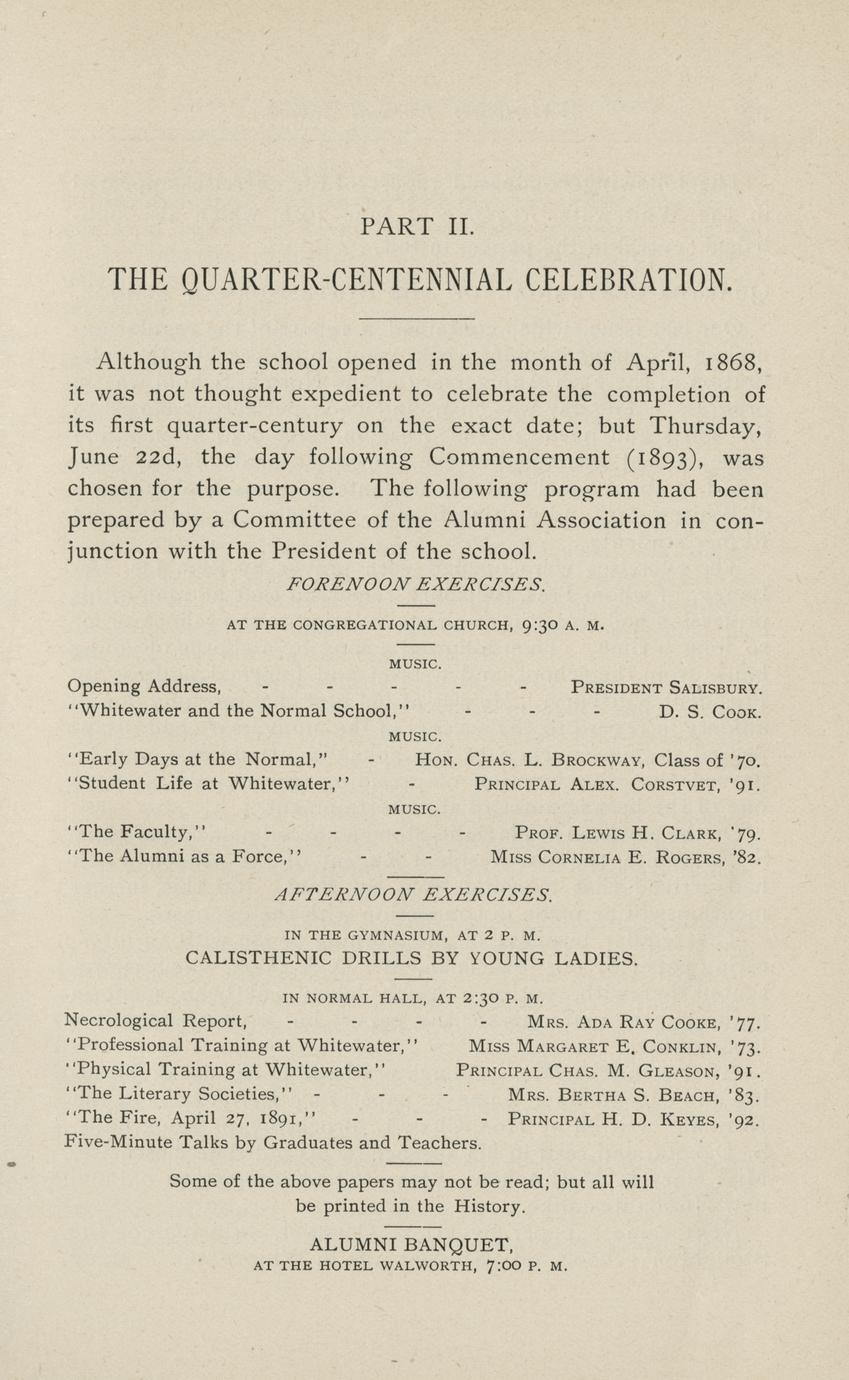 PART II.
THE QUARTER-CENTENNIAL CELEBRATION.
Although the school opened in the month of April, 1868,
it was not thought expedient to celebrate the completion of
its first quarter-century on the exact date; but Thursday,
June 22d, the day following Commencement (1893), was
chosen for the purpose. The following program had been
prepared by a Committee of the Alumni Association in con-
junction with the President of the school.
FORENOON EXERCISES.
AT THE CONGREGATIONAL CHURCH, 9:30 A. M.
MUSIC.
Opening Address, - - - - - PRESIDENT SALISBURY.
"Whitewater and the Normal School," - - - D. S. COOK.
MUSIC.
"Early Days at the Normal," - HON. CHAS. L. BROCKWAY, Class of '70.
"Student Life at Whitewater," - PRINCIPAL ALEX. CORSTVET, '91.
MUSIC.
"The Faculty," - - - - PROF. LEWIS H. CLARK, '79.
"The Alumni as a Force," - - MISS CORNELIA E. ROGERS, '82.
AFTERNOON EXERCISES.
IN THE GYMNASIUM, AT 2 P. M.
CALISTHENIC DRILLS BY YOUNG LADIES.
IN NORMAL HALL, AT 2:30 P. M.
Necrological Report, - - - - MRS. ADA RAY COOKE, '77.
"Professional Training at Whitewater," MISS MARGARET E. CONKLIN, '73.
"Physical Training at Whitewater," PRINCIPAL CHAS. M. GLEASON, '91.
"The Literary Societies," - - - MRS. BERTHA S. BEACH, '83.
"The Fire, April 27, 1891," - - - PRINCIPAL H. D. KEYES, '92.
Five-Minute Talks by Graduates and Teachers.
Some of the above papers may not be read; but all will
be printed in the History.
ALUMNI BANQUET,
AT THE HOTEL WALWORTH, 7:00 P. M.